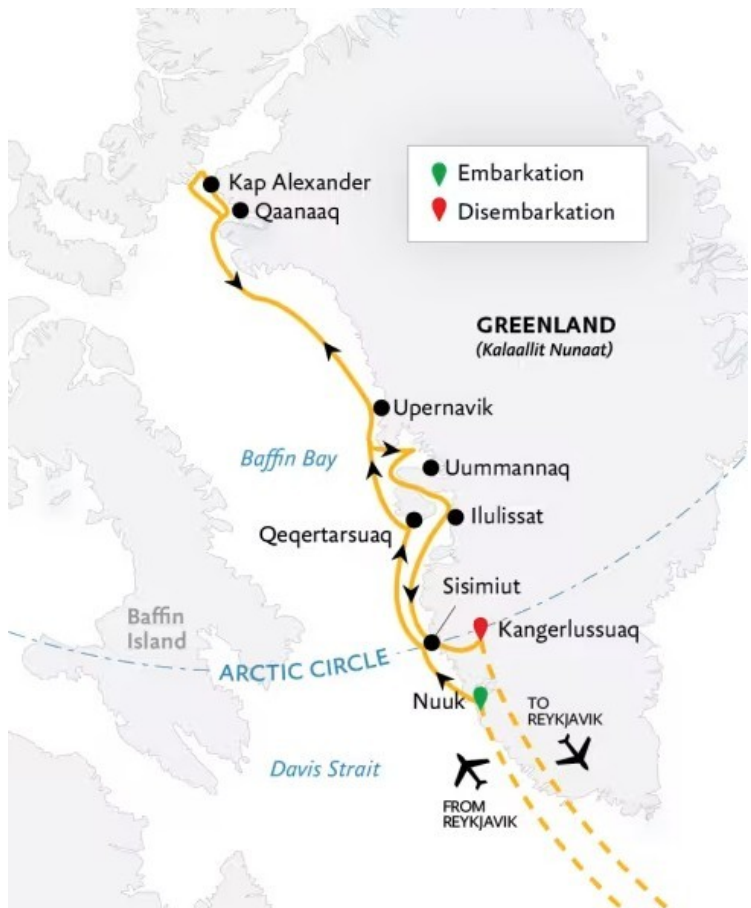 Kap Alexander
Qaanaaq
Embarkation
Disembarkation
GREENLAND
(Kalaallit Nunaat)
Upernavik
Baffin Bay
Uummannaq
Ilulissat
Qeqertarsuaq
Sisimiut
Baffin
Island
Kangerlussuaq
ARCTIC CIRCLE
Nuuk
TO
REYKJAVIK
Davis Strait
FROM
REYKJAVIK